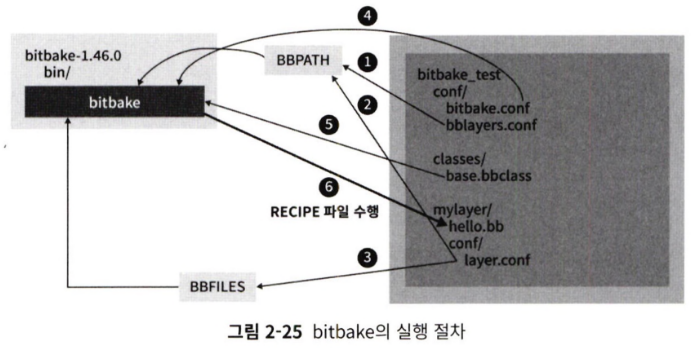 4
bitbake-1.46.0
bin/
bitbake
BBPATH
1
2
bitbake_test
conf/
bitbake.conf
bblayers.conf
5
classes/
base.bbclass
6
RECIPE 파일 수행
mylayer/
hello.bb
conf/
layer.conf
3
BBFILES
그림 2-25 bitbake의 실행 절차